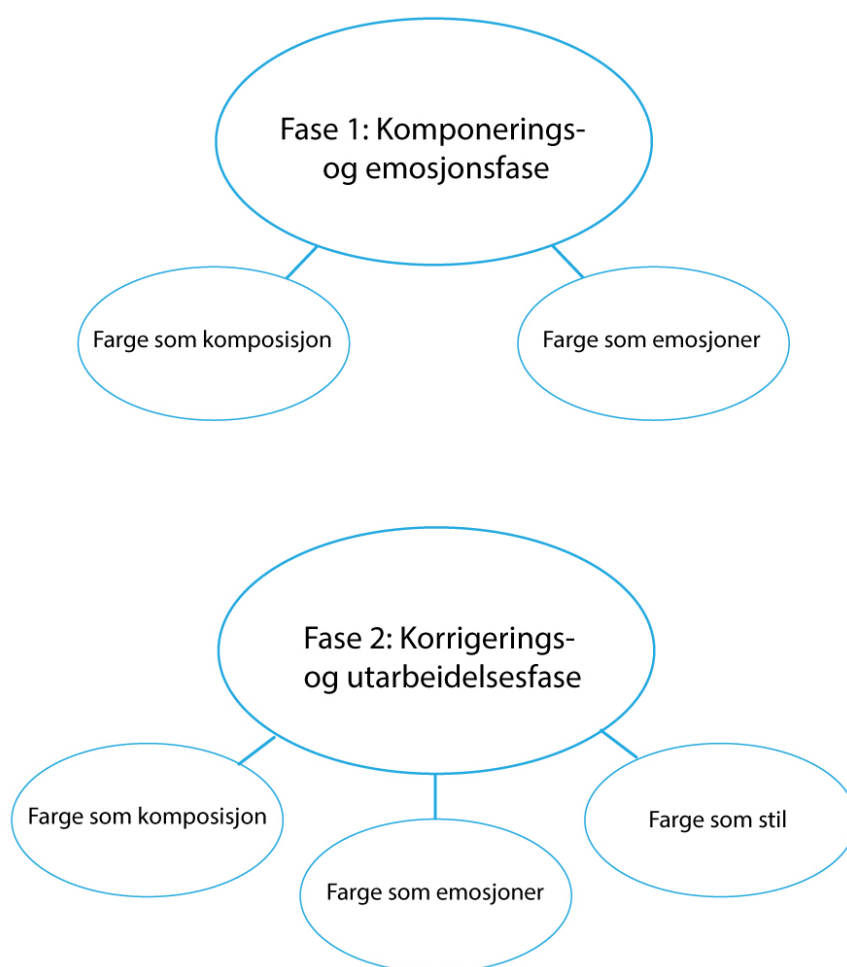 Fase 1: Komponerings-
og emosjonsfase
Farge som komposisjon
Farge som emosjoner
Fase 2: Korrigerings-
og utarbeidelsesfase
Farge som komposisjon
Farge som emosjoner
Farge som stil